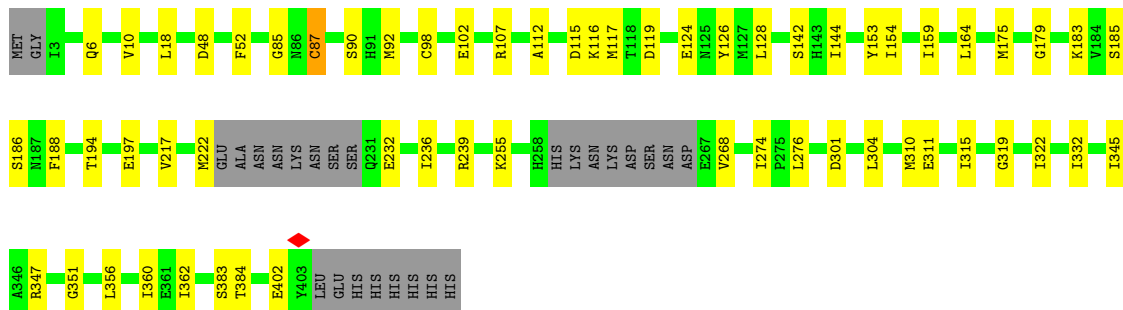 MET GLY I3 Q6 V10 L18 D48 F52 G85 N86 C87 S90 H91 M92 C98 E102 R107 A112 D115 K116 M117 T118 D119 E124 N125 Y126 M127 L128 S142 H143 I144 Y153 I154 I159 L164 M175 G179 K183 V184 S185
S186 N187 F188 T194 E197 V217 M222 GLU ALA ASN ASN LYS ASN SER SER Q231 E232 I236 R239 K255 H258 HIS LYS ASN LYS ASP SER ASN ASP E267 V268 I274 P275 L276 D301 L304 M310 E311 I315 G319 I322 I332 I345
A346 R347 G351 L356 I360 E361 I362 S383 T384 E402 Y403 LEU GLU HIS HIS HIS HIS HIS HIS